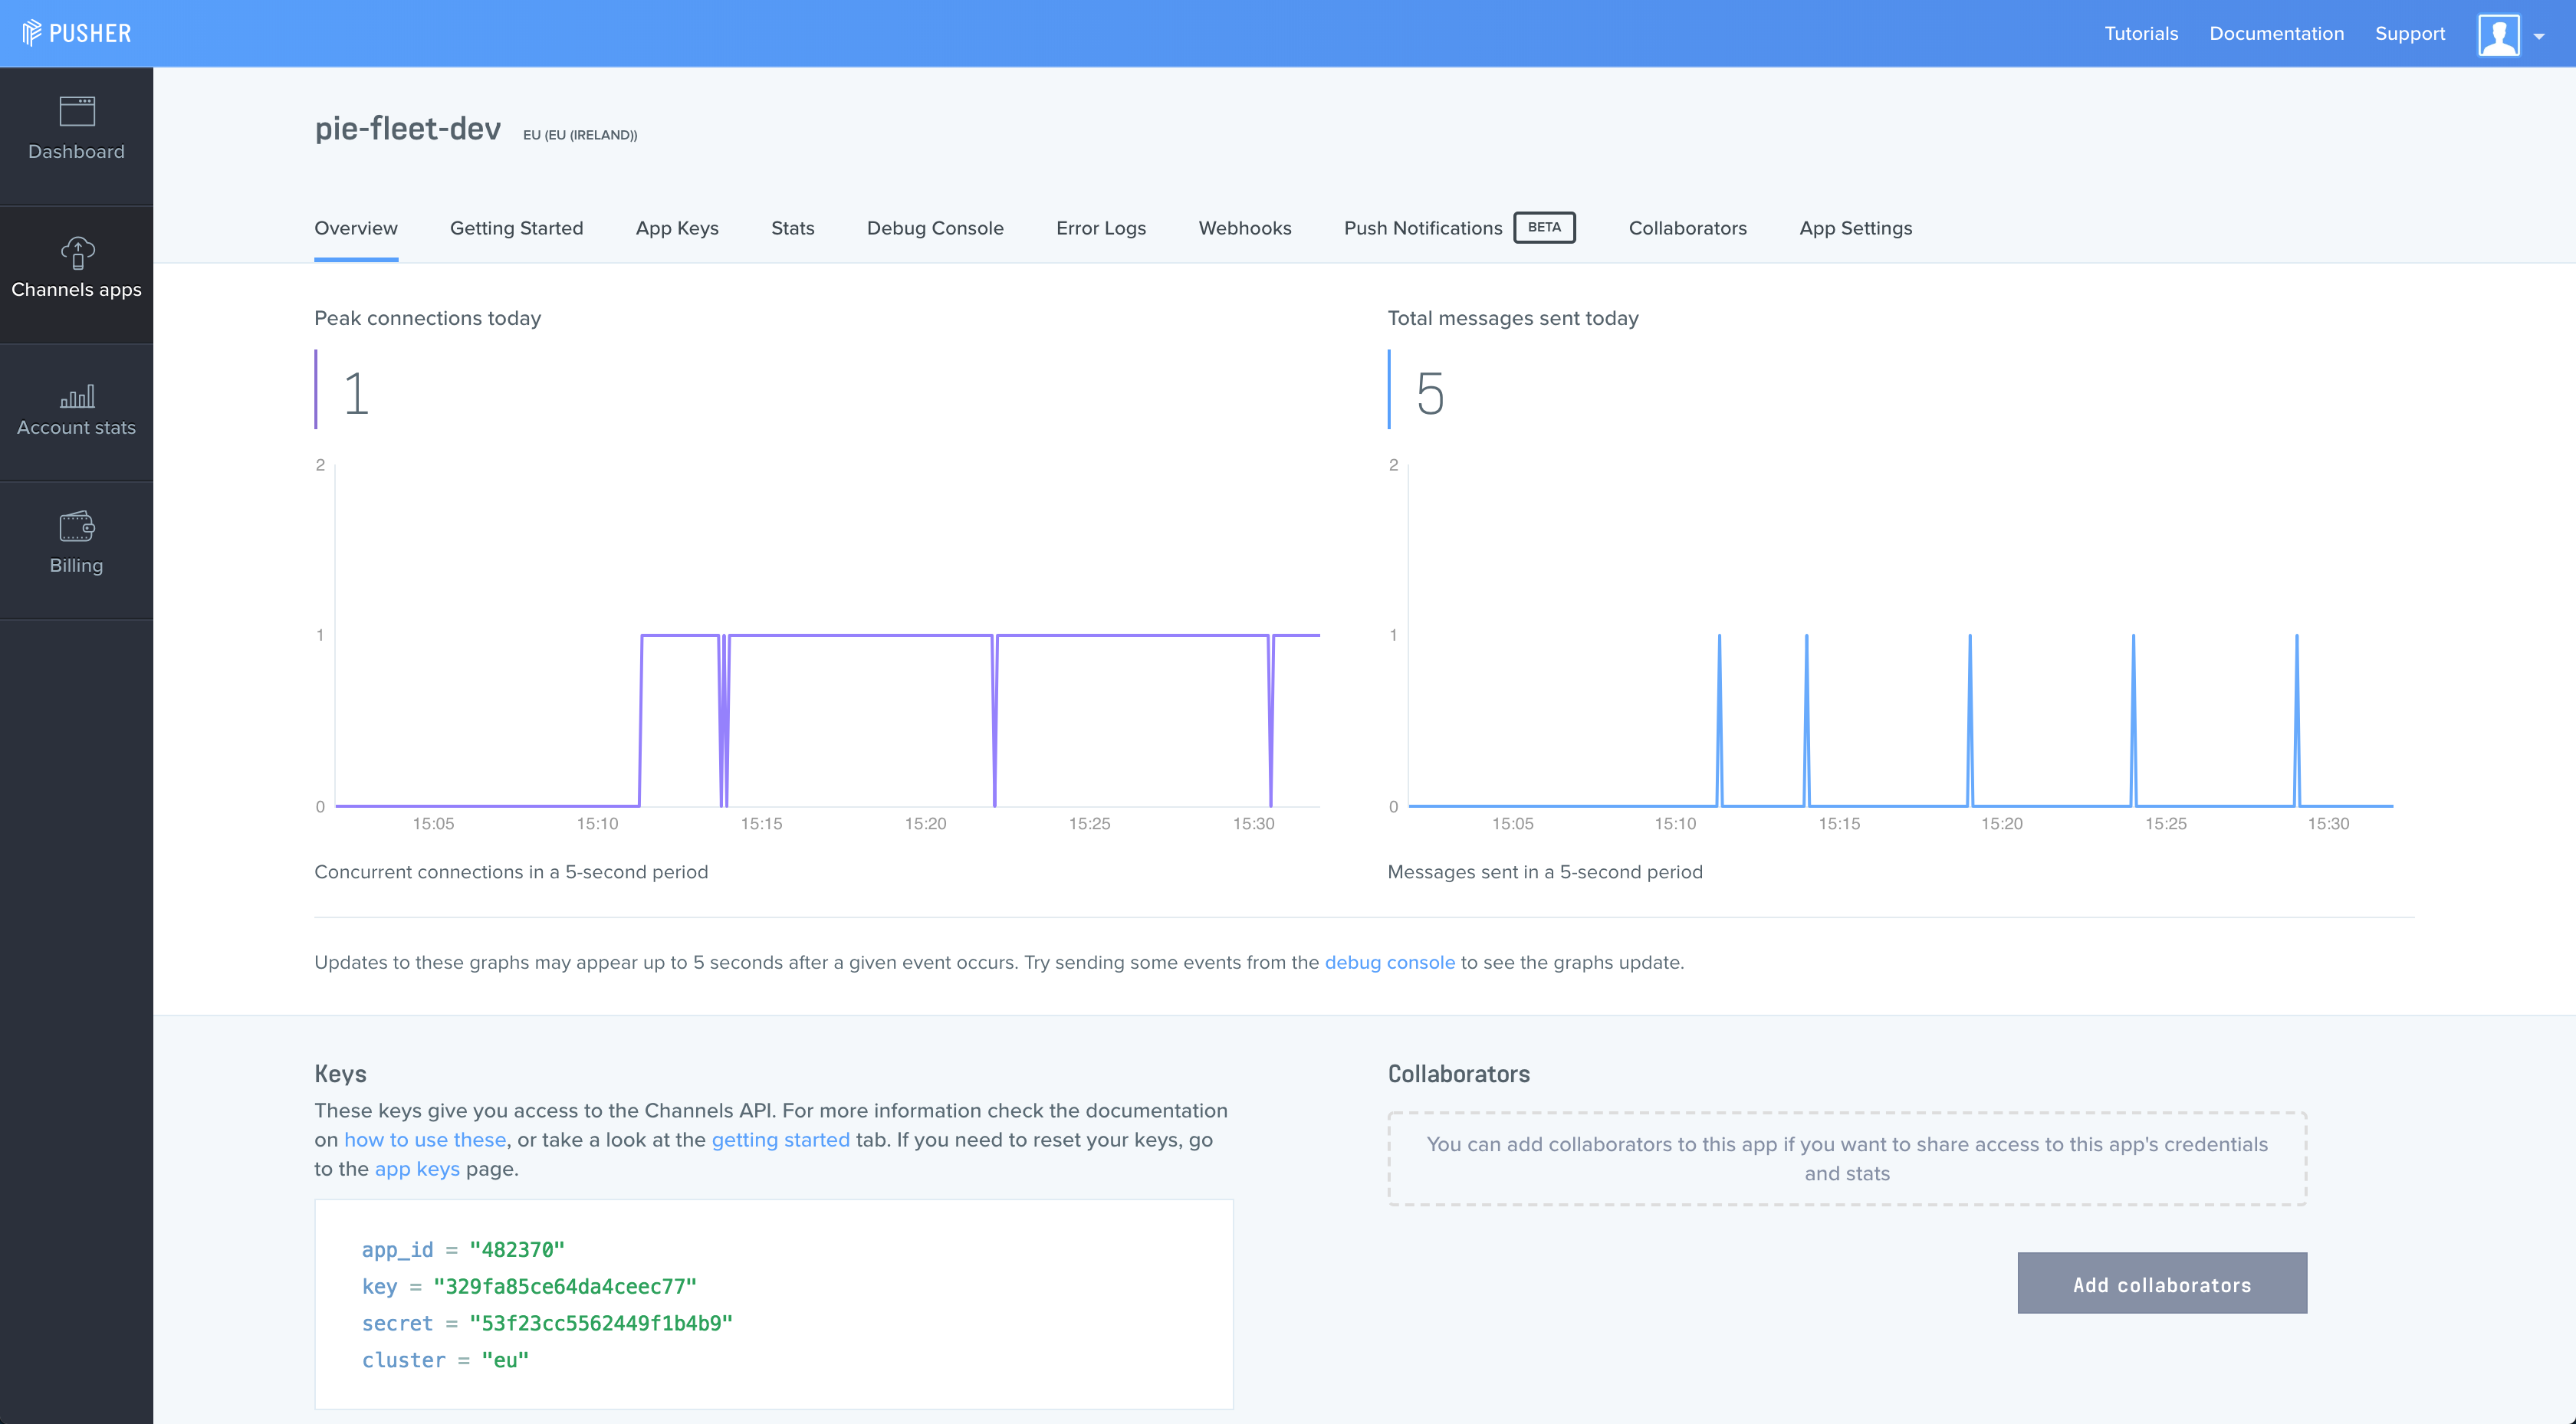 PUSHER
Tutorials Documentation Support
Dashboard
Channels apps
Account stats
Billing
pie-fleet-dev EU (EU (IRELAND))
Overview Getting Started App Keys Stats Debug Console Error Logs Webhooks Push Notifications BETA Collaborators App Settings
Peak connections today
1
2
1
0
15:05 15:10 15:15 15:20 15:25 15:30
Concurrent connections in a 5-second period
Total messages sent today
5
2
1
0
15:05 15:10 15:15 15:20 15:25 15:30
Messages sent in a 5-second period
Updates to these graphs may appear up to 5 seconds after a given event occurs. Try sending some events from the debug console to see the graphs update.
Keys
These keys give you access to the Channels API. For more information check the documentation
on how to use these, or take a look at the getting started tab. If you need to reset your keys, go
to the app keys page.
app_id = "482370"
key = "329fa85ce64da4ceec77"
secret = "53f23cc5562449f1b4b9"
cluster = "eu"
Collaborators
You can add collaborators to this app if you want to share access to this app's credentials
and stats
Add collaborators